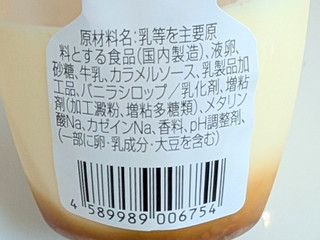 原材料名:乳等を主要原
料とする食品(国内製造)、液卵、
砂糖、牛乳、カラメルソース、乳製品加
工品、バニラシロップ/乳化剤、増粘
剤(加工澱粉、増粘多糖類)、メタリン
酸Na、カゼインNa、香料、pH調整剤、
(一部に卵・乳成分・大豆を含む)
4 589989 006754